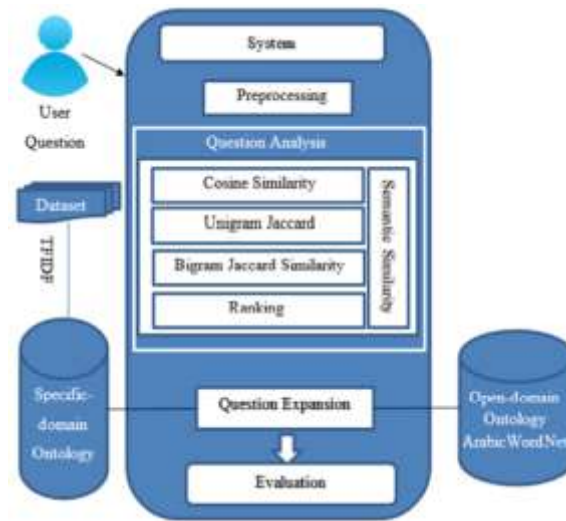 System
Preprocessing
User
Question
Question Analysis
Cosine Similarity
Unigram Jaccard
Bigram Jaccard Similarity
Ranking
Semantic Similarity
Dataset
TFIDF
Specific-
domain
Ontology
Question Expansion
Open-domain
Ontology
ArabicWordNet
Evaluation